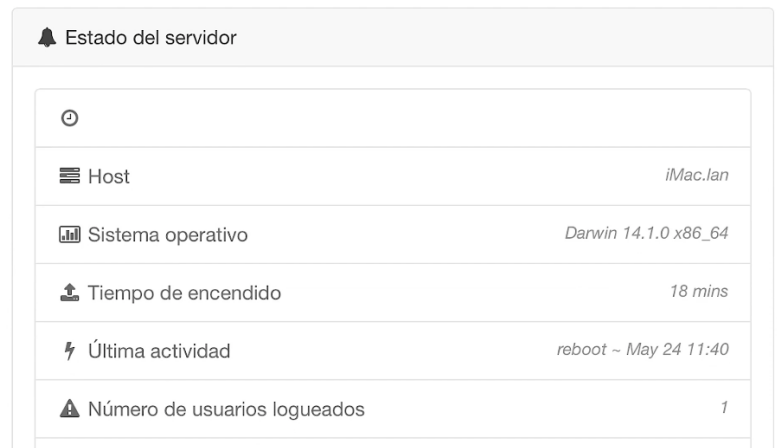 Estado del servidor
Host iMac.lan
Sistema operativo Darwin 14.1.0 x86_64
Tiempo de encendido 18 mins
Última actividad reboot ~ May 24 11:40
Número de usuarios logueados 1